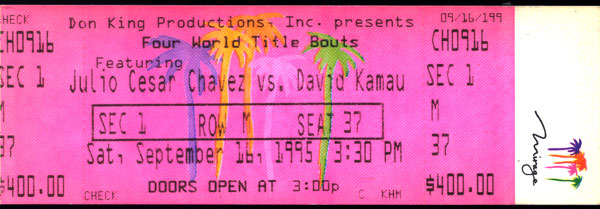 CHECK
CH0916
SEC 1
M
37
$400.00
Don King Productions, Inc. presents
Four World Title Bouts
Featuring
Julio Cesar Chavez vs. David Kamau
SEC 1 ROW M SEAT 37
Sat, September 16, 1995 3:30 PM
CHECK DOORS OPEN AT 3:00p C KHM
09/16/199
CH0916
SEC 1
M
37
$400.00
Mirage